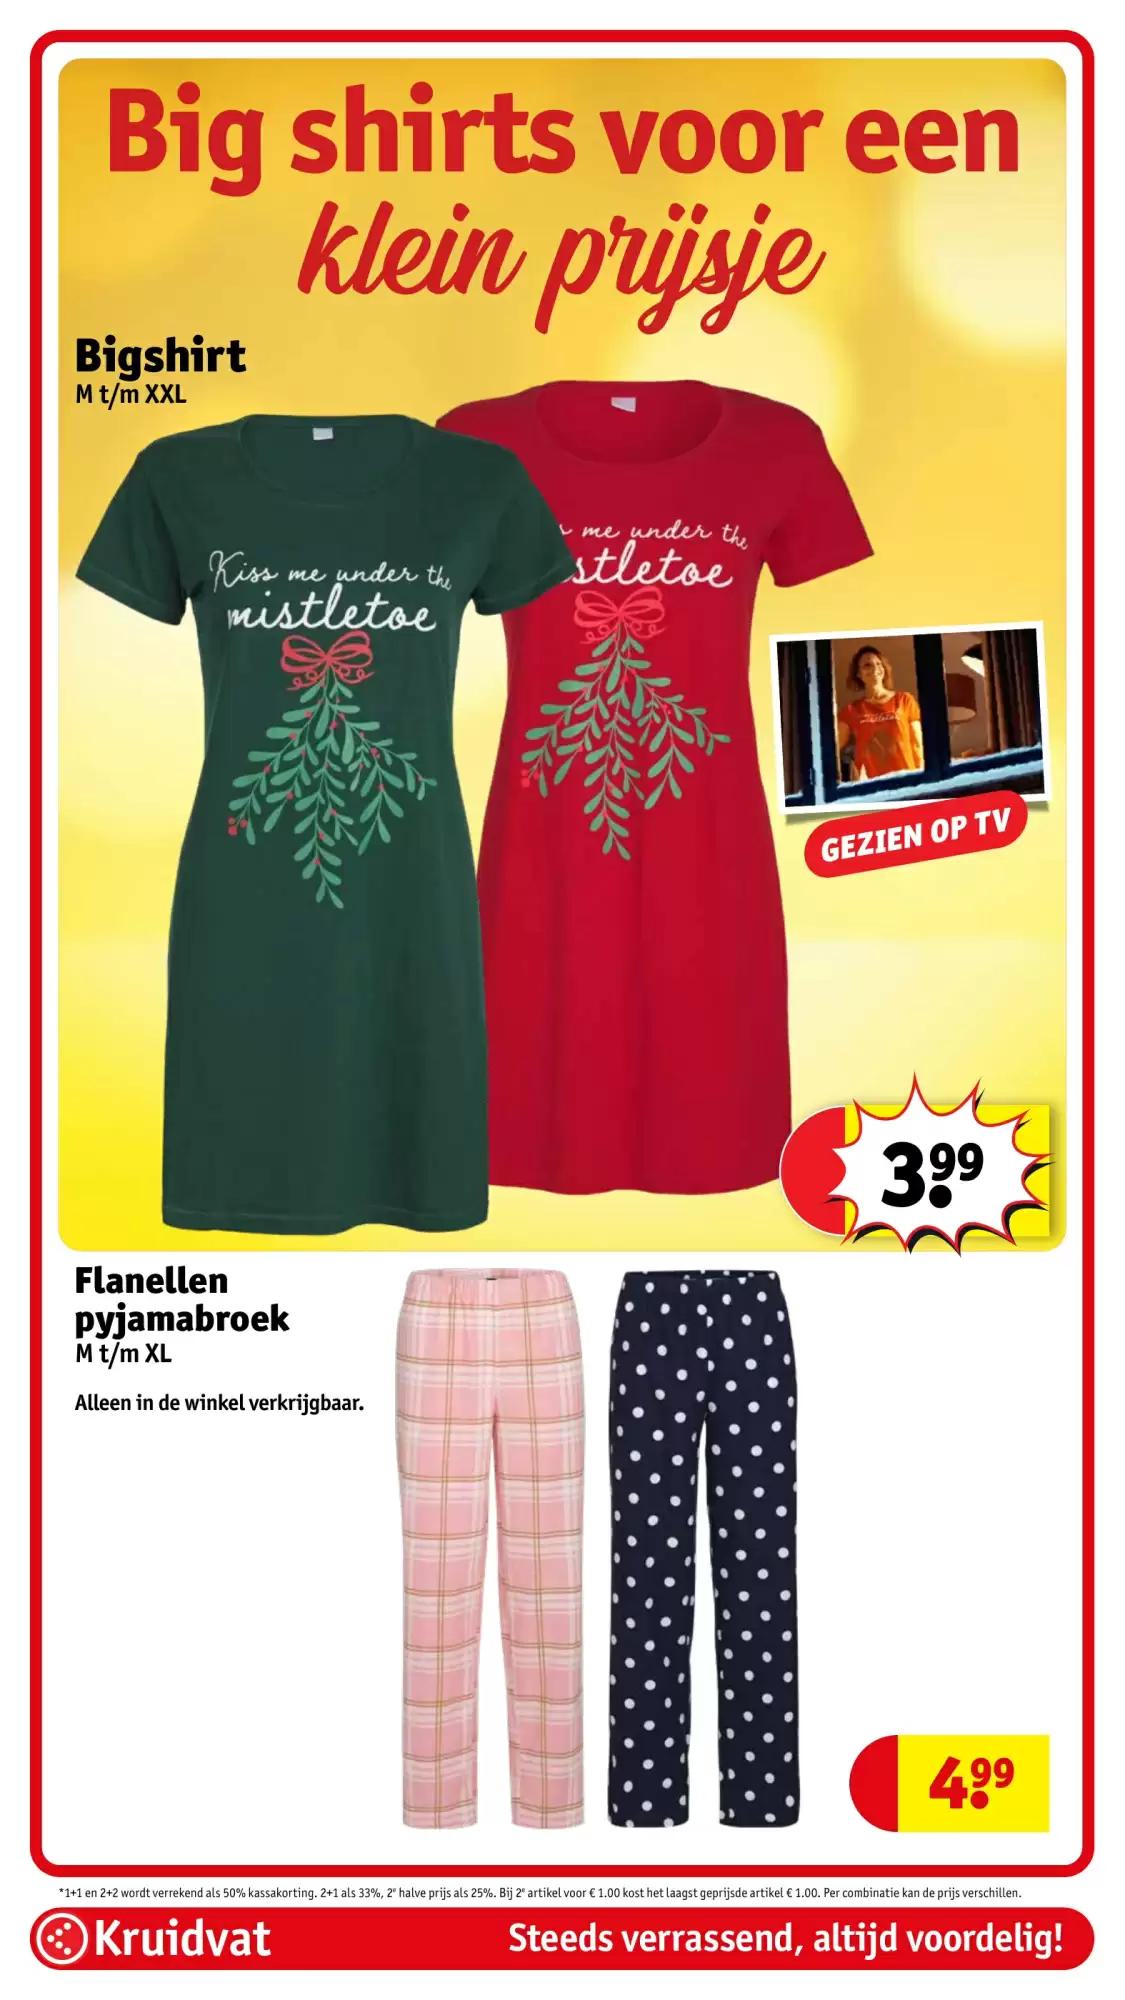 Big shirts voor een
klein prijsje
Bigshirt
M t/m XXL
Kiss me under the
mistletoe
me under the
stletoe
GEZIEN OP TV
3.99
Flanellen
pyjamabroek
M t/m XL
Alleen in de winkel verkrijgbaar.
4.99
*1+1 en 2+2 wordt verrekend als 50% kassakorting. 2+1 als 33%, 2e halve prijs als 25%. Bij 2e artikel voor € 1.00 kost het laagst geprijsde artikel € 1.00. Per combinatie kan de prijs verschillen.
Kruidvat
Steeds verrassend, altijd voordelig!